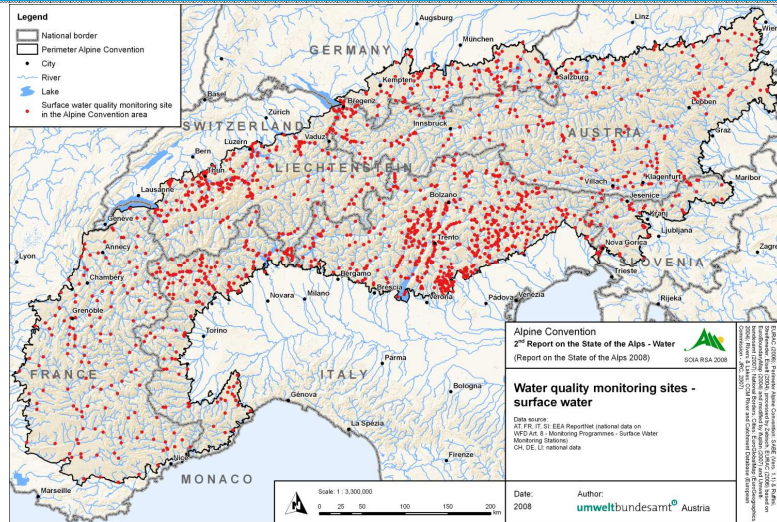 Legend
National border
Perimeter Alpine Convention
City
River
Lake
Surface water quality monitoring site
in the Alpine Convention area
Augsburg
Linz
München
GERMANY
Wien
Kempten
Salzburg
Basel
Bregenz
Leoben
Zürich
SWITZERLAND
Vaduz
Innsbruck
AUSTRIA
Graz
Luzern
Bern
LIECHTENSTEIN
Thun
Villach
Klagenfurt
Maribor
Lausanne
Bolzano
Jesenice
Genève
Kranj
Trento
Ljubljana
Annecy
Nova Gorica
Lyon
SLOVENIA
Zagreb
Chambery
Bergamo
Trieste
Brescia
Novara
Milano
Verona
Pádova
Venezia
Rijeka
Grenoble
Torino
Parma
FRANCE
ITALY
Bologna
Génova
La Spézia
Firenze
Nice
MONACO
Marseille
Alpine Convention
2nd Report on the State of the Alps - Water
(Report on the State of the Alps 2008)
SOIA RSA 2008
Water quality monitoring sites -
surface water
Data source:
AT, FR, IT, SI: EEA ReportNet (national data on
WFD Art. 8 - Monitoring Programmes - Surface Water
Monitoring Stations)
CH, DE, LI: national data
Date:
2008
Author:
umweltbundesamt Austria
Scale: 1 : 3,300,000
0 25 50 100 150 200
km
N